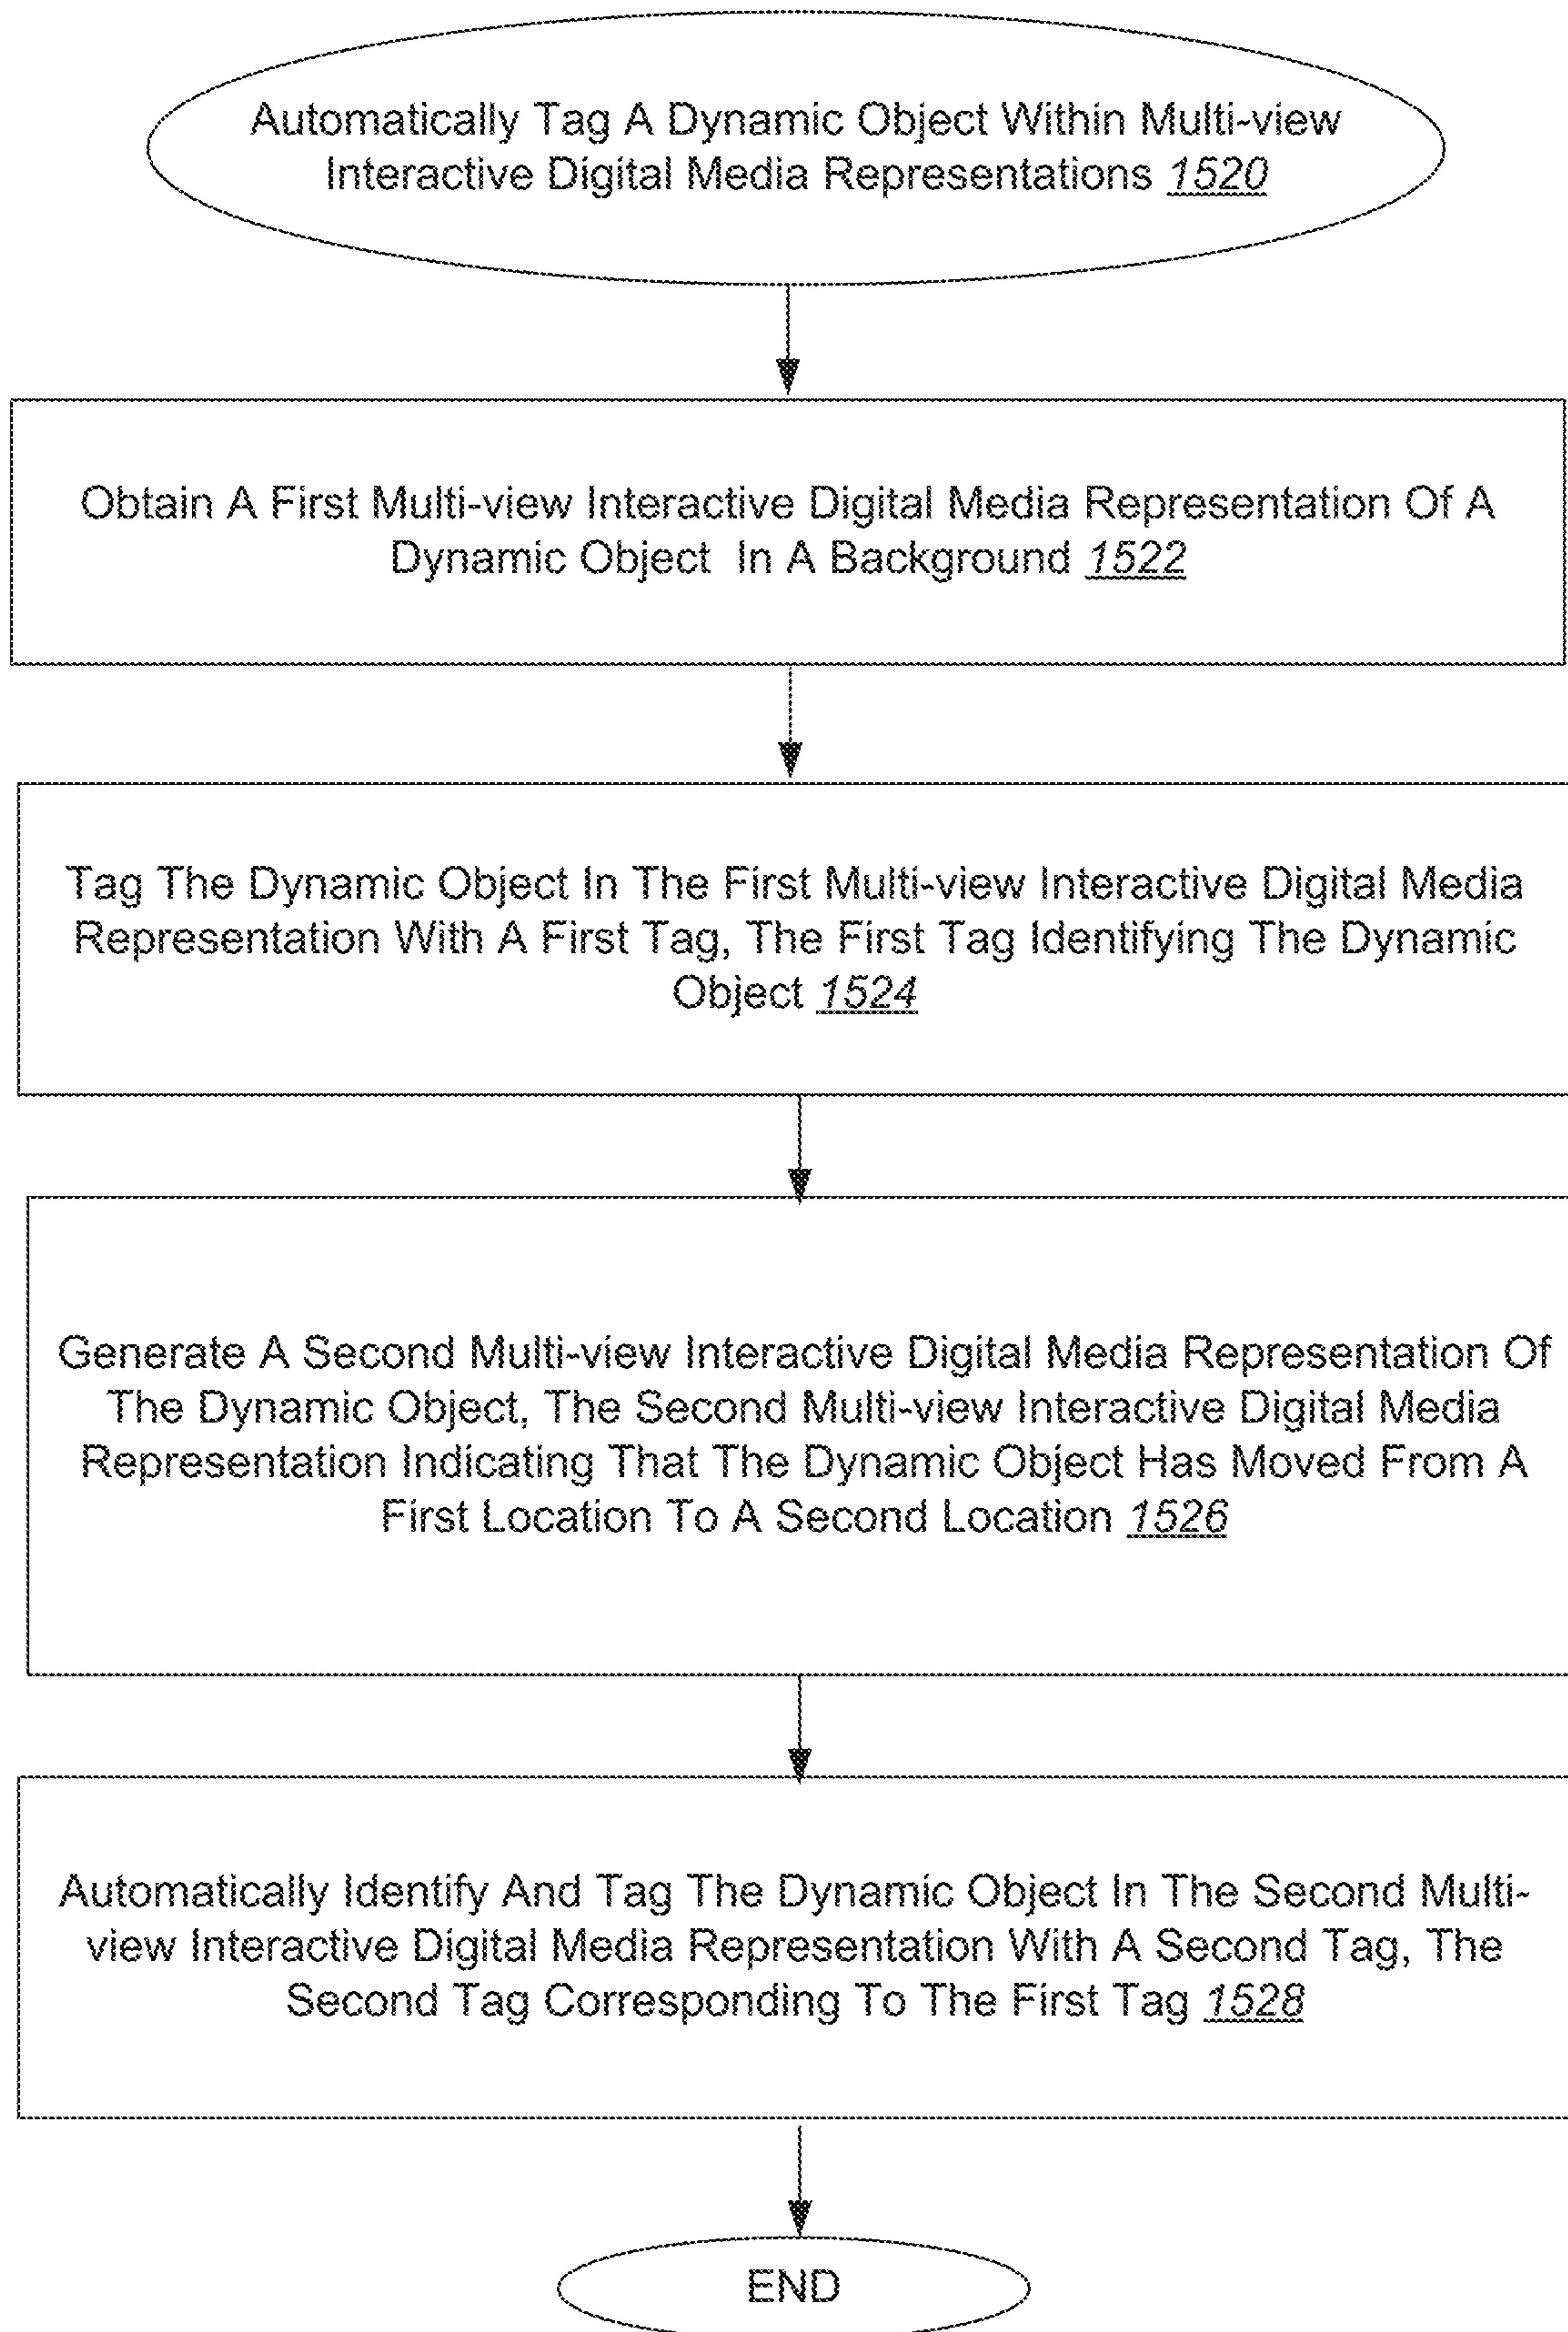 Automatically Tag A Dynamic Object Within Multi-view
Interactive Digital Media Representations 1520
Obtain A First Multi-view Interactive Digital Media Representation Of A
Dynamic Object In A Background 1522
Tag The Dynamic Object In The First Multi-view Interactive Digital Media
Representation With A First Tag, The First Tag Identifying The Dynamic
Object 1524
Generate A Second Multi-view Interactive Digital Media Representation Of
The Dynamic Object, The Second Multi-view Interactive Digital Media
Representation Indicating That The Dynamic Object Has Moved From A
First Location To A Second Location 1526
Automatically Identify And Tag The Dynamic Object In The Second Multi-
view Interactive Digital Media Representation With A Second Tag, The
Second Tag Corresponding To The First Tag 1528
END